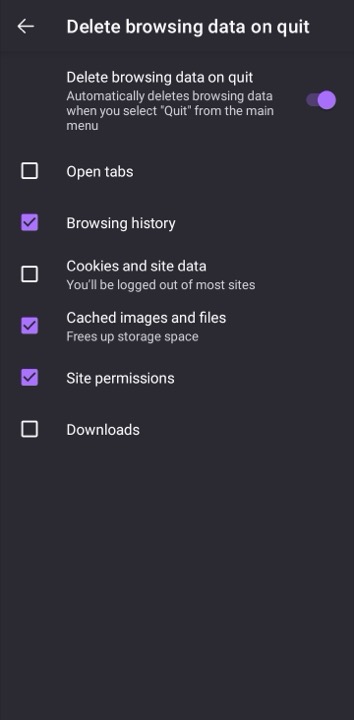 Delete browsing data on quit
Delete browsing data on quit
Automatically deletes browsing data
when you select "Quit" from the main
menu
Open tabs
Browsing history
Cookies and site data
You'll be logged out of most sites
Cached images and files
Frees up storage space
Site permissions
Downloads